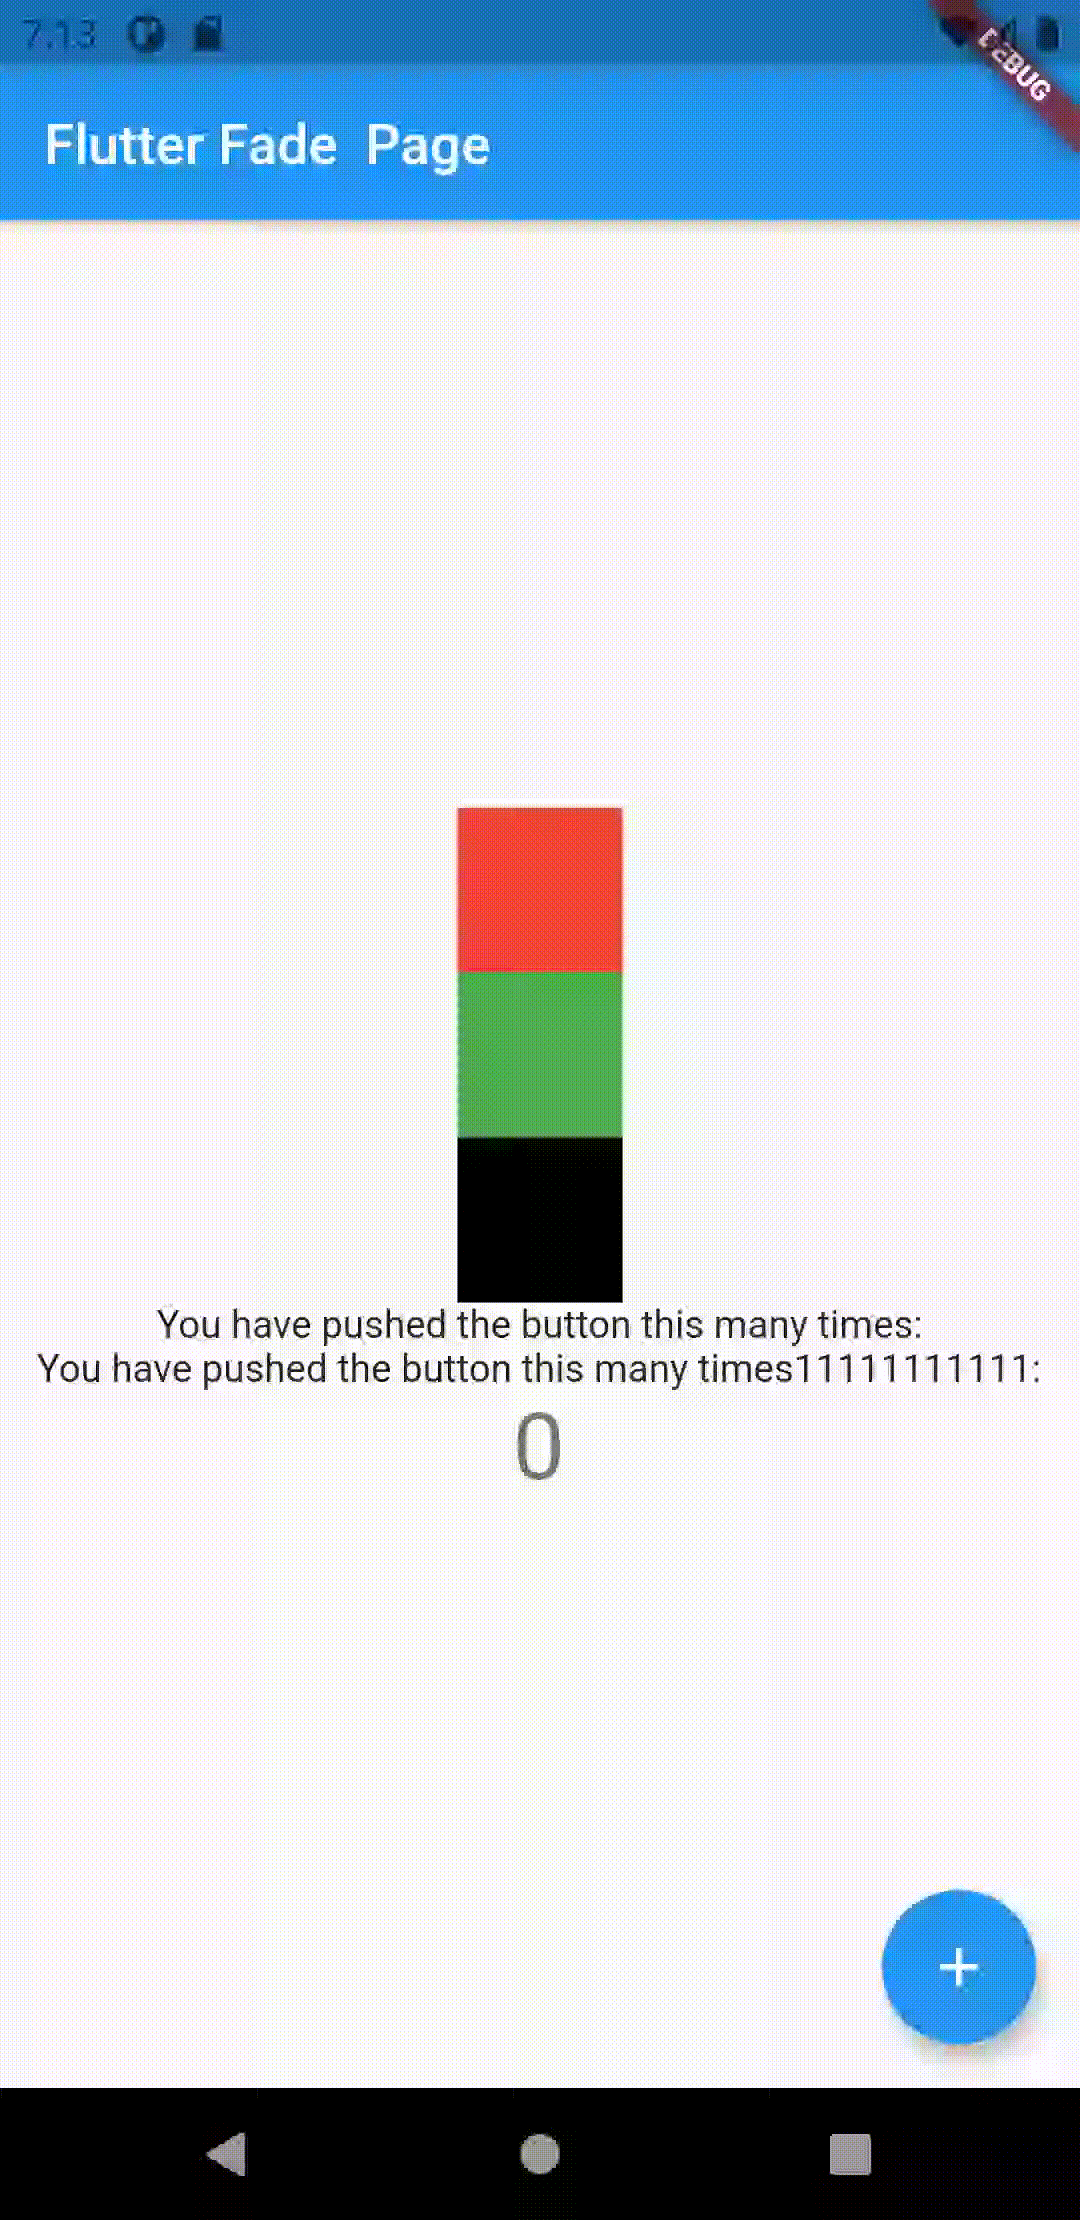 7:13
DEBUG
Flutter Fade  Page
You have pushed the button this many times:
You have pushed the button this many times11111111111:
0